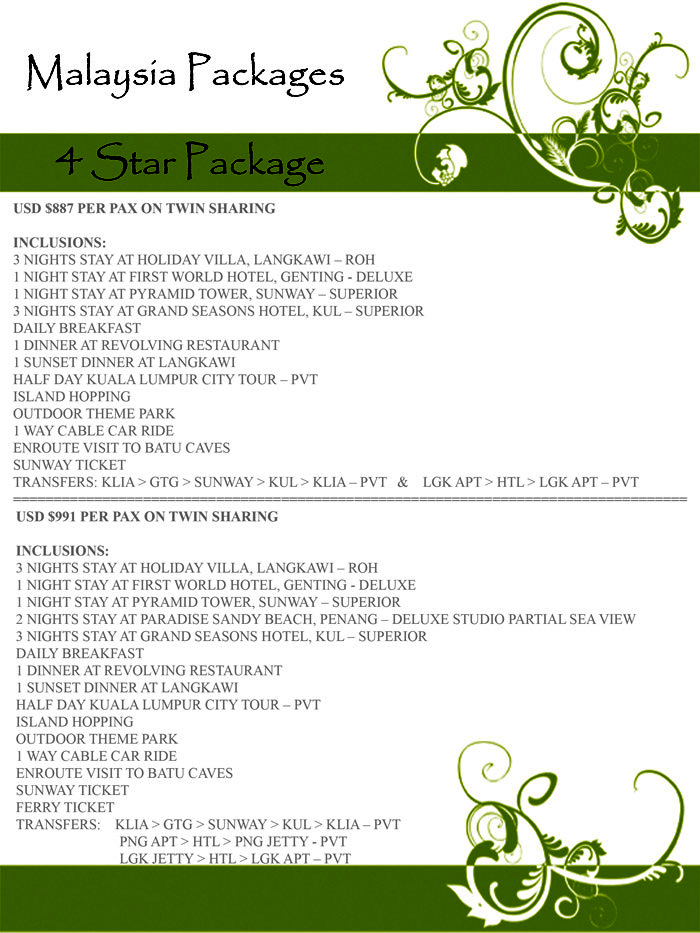 Malaysia Packages
4 Star Package
USD $887 PER PAX ON TWIN SHARING
INCLUSIONS:
3 NIGHTS STAY AT HOLIDAY VILLA, LANGKAWI – ROH
1 NIGHT STAY AT FIRST WORLD HOTEL, GENTING - DELUXE
1 NIGHT STAY AT PYRAMID TOWER, SUNWAY – SUPERIOR
3 NIGHTS STAY AT GRAND SEASONS HOTEL, KUL – SUPERIOR
DAILY BREAKFAST
1 DINNER AT REVOLVING RESTAURANT
1 SUNSET DINNER AT LANGKAWI
HALF DAY KUALA LUMPUR CITY TOUR – PVT
ISLAND HOPPING
OUTDOOR THEME PARK
1 WAY CABLE CAR RIDE
ENROUTE VISIT TO BATU CAVES
SUNWAY TICKET
TRANSFERS: KLIA > GTG > SUNWAY > KUL > KLIA – PVT & LGK APT > HTL > LGK APT – PVT
USD $991 PER PAX ON TWIN SHARING
INCLUSIONS:
3 NIGHTS STAY AT HOLIDAY VILLA, LANGKAWI – ROH
1 NIGHT STAY AT FIRST WORLD HOTEL, GENTING - DELUXE
1 NIGHT STAY AT PYRAMID TOWER, SUNWAY – SUPERIOR
2 NIGHTS STAY AT PARADISE SANDY BEACH, PENANG – DELUXE STUDIO PARTIAL SEA VIEW
3 NIGHTS STAY AT GRAND SEASONS HOTEL, KUL – SUPERIOR
DAILY BREAKFAST
1 DINNER AT REVOLVING RESTAURANT
1 SUNSET DINNER AT LANGKAWI
HALF DAY KUALA LUMPUR CITY TOUR – PVT
ISLAND HOPPING
OUTDOOR THEME PARK
1 WAY CABLE CAR RIDE
ENROUTE VISIT TO BATU CAVES
SUNWAY TICKET
FERRY TICKET
TRANSFERS: KLIA > GTG > SUNWAY > KUL > KLIA – PVT
PNG APT > HTL > PNG JETTY - PVT
LGK JETTY > HTL > LGK APT – PVT